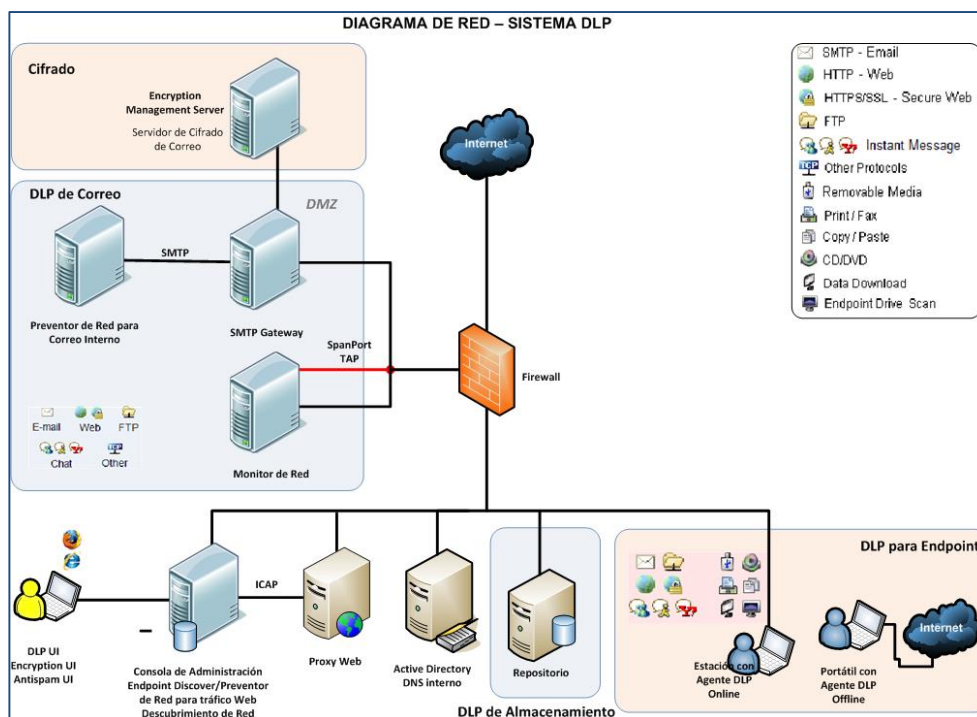 DIAGRAMA DE RED – SISTEMA DLP
Cifrado
Encryption
Management Server
Servidor de Cifrado
de Correo
Internet
SMTP - Email
HTTP - Web
HTTPS/SSL - Secure Web
FTP
Instant Message
Other Protocols
Removable Media
Print / Fax
Copy / Paste
CD/DVD
Data Download
Endpoint Drive Scan
DLP de Correo
DMZ
SMTP
Preventor de Red para
Correo Interno
SMTP Gateway
SpanPort
TAP
Firewall
E-mail
Web
FTP
Chat
Other
Monitor de Red
DLP para Endpoint
ICAP
DLP UI
Encryption UI
Antispam UI
Consola de Administración
Endpoint Discover/Preventor
de Red para tráfico Web
Descubrimiento de Red
Proxy Web
Active Directory
DNS interno
Repositorio
DLP de Almacenamiento
Estación con
Agente DLP
Online
Portátil con
Agente DLP
Offline
Internet